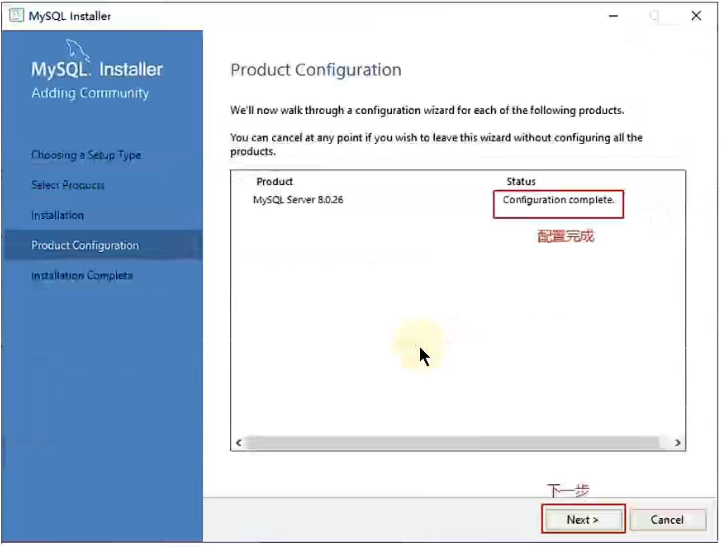 MySQL Installer
MySQL. Installer
Adding Community
Choosing a Setup Type
Select Products
Installation
Product Configuration
Installation Complete
Product Configuration
We'll now walk through a configuration wizard for each of the following products.
You can cancel at any point if you wish to leave this wizard without configuring all the
products.
Product Status
MySQL Server 8.0.26 Configuration complete.
配置完成
下一步
Next > Cancel